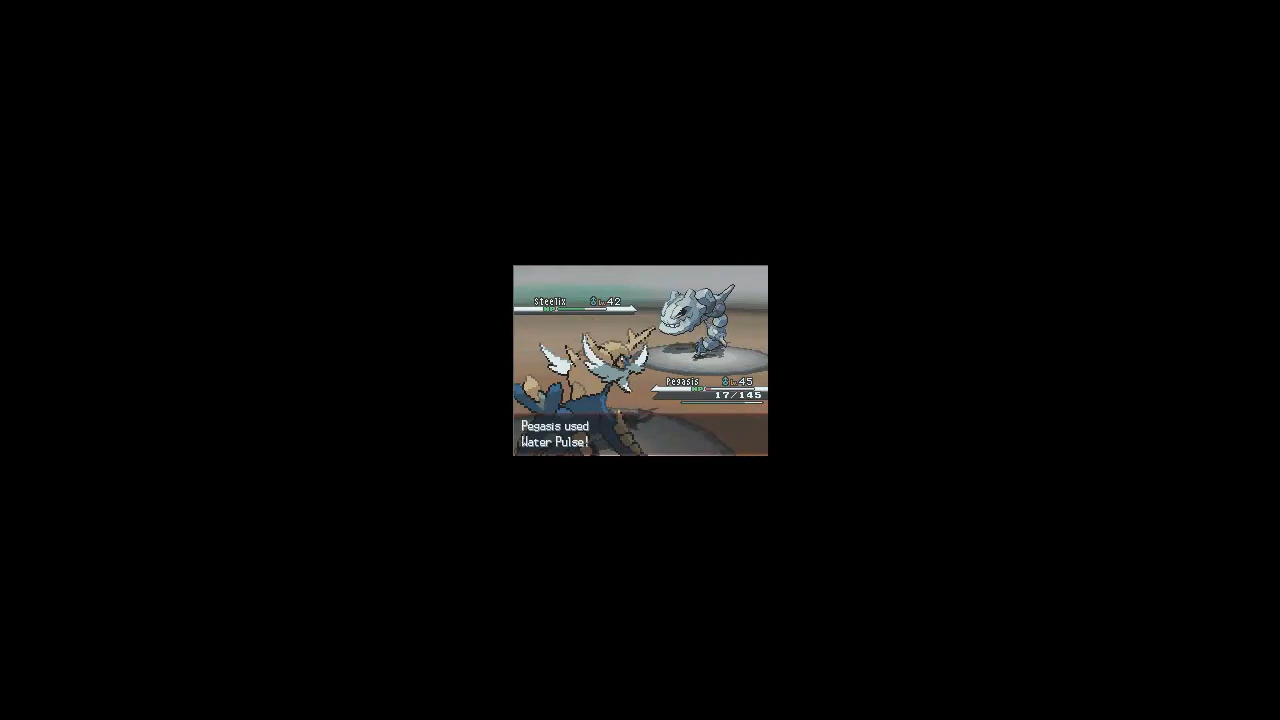 Steelix ♂ Lv.42
HP
Pegasis ♂ Lv.45
HP
17/145
Pegasis used
Water Pulse!